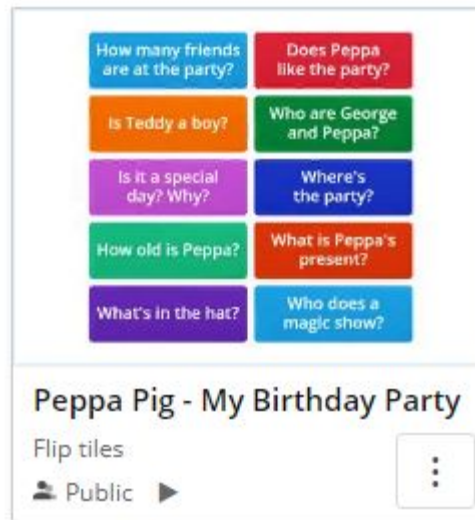 How many friends
are at the party?
Does Peppa
like the party?
Is Teddy a boy?
Who are George
and Peppa?
Is it a special
day? Why?
Where's
the party?
How old is Peppa?
What is Peppa's
present?
What's in the hat?
Who does a
magic show?
Peppa Pig - My Birthday Party
Flip tiles
Public